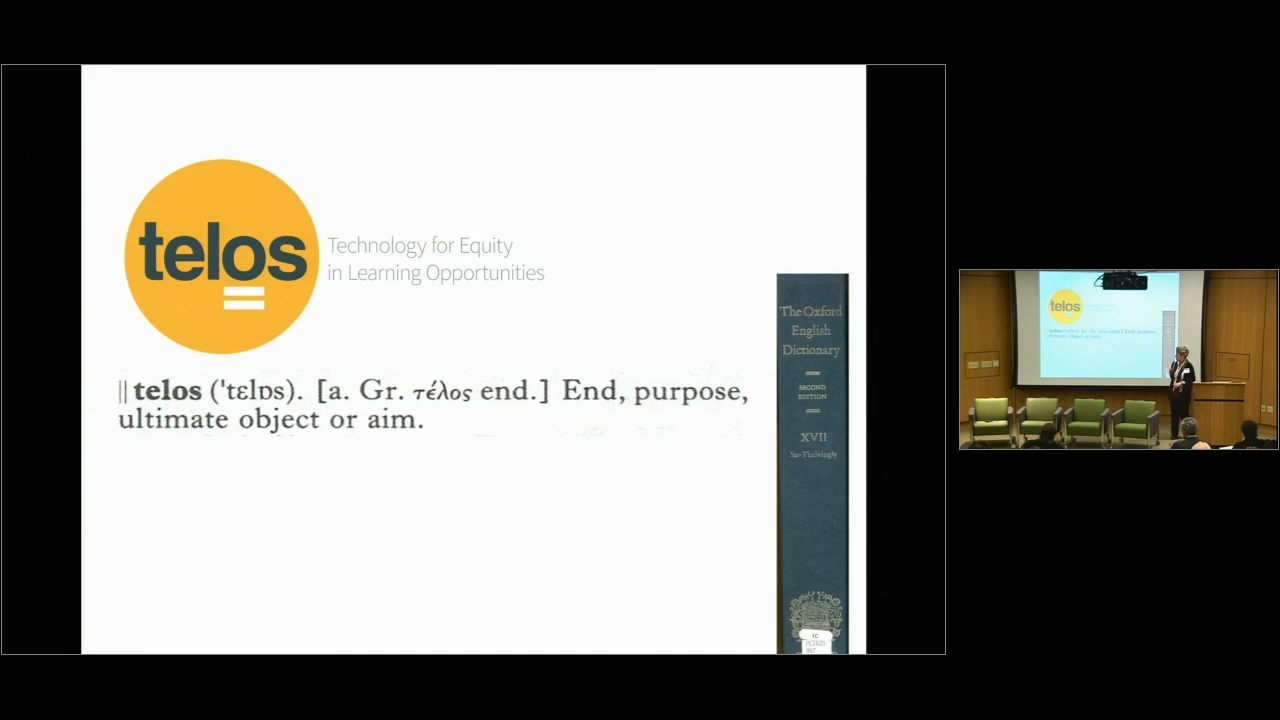 telos
Technology for Equity
in Learning Opportunities
|| telos ('tɛlɒs). [a. Gr. τέλος end.] End, purpose,
ultimate object or aim.
The Oxford
English
Dictionary
SECOND
EDITION
XVII
Su-Thrivingly
telos